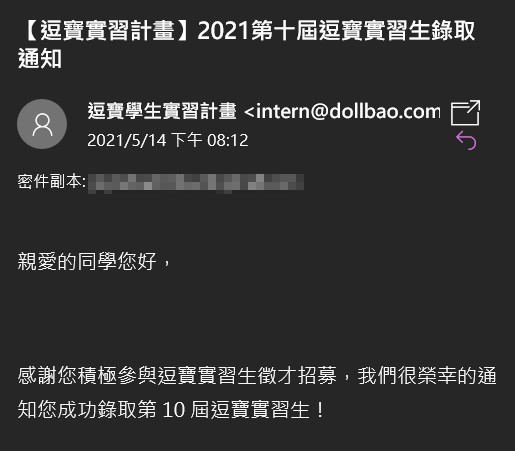 【逗寶實習計畫】2021第十屆逗寶實習生錄取
通知
逗寶學生實習計畫 <intern@dollbao.com
2021/5/14 下午 08:12
密件副本:
親愛的同學您好，
感謝您積極參與逗寶實習生徵才招募，我們很榮幸的通
知您成功錄取第 10 屆逗寶實習生！